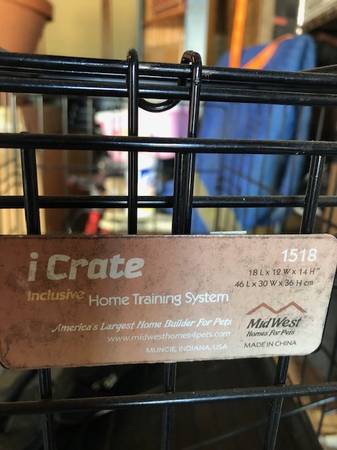 i Crate
1518
18 L x 12 W x 14 H"
46 L x 30 W x 36 H cm
Inclusive Home Training System
America's Largest Home Builder For Pets
www.midwesthomes4pets.com
MUNCIE, INDIANA, USA
MidWest
Homes For Pets
MADE IN CHINA